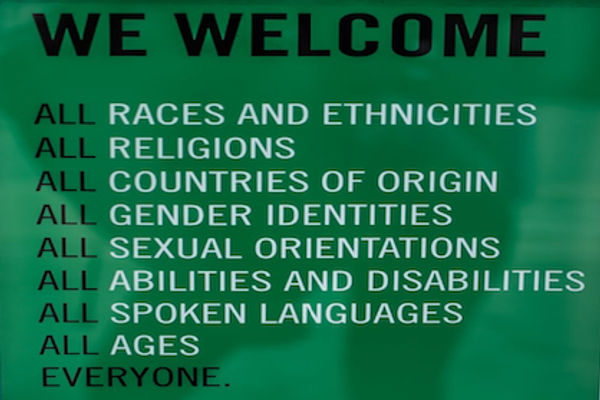 WE WELCOME
ALL RACES AND ETHNICITIES
ALL RELIGIONS
ALL COUNTRIES OF ORIGIN
ALL GENDER IDENTITIES
ALL SEXUAL ORIENTATIONS
ALL ABILITIES AND DISABILITIES
ALL SPOKEN LANGUAGES
ALL AGES
EVERYONE.